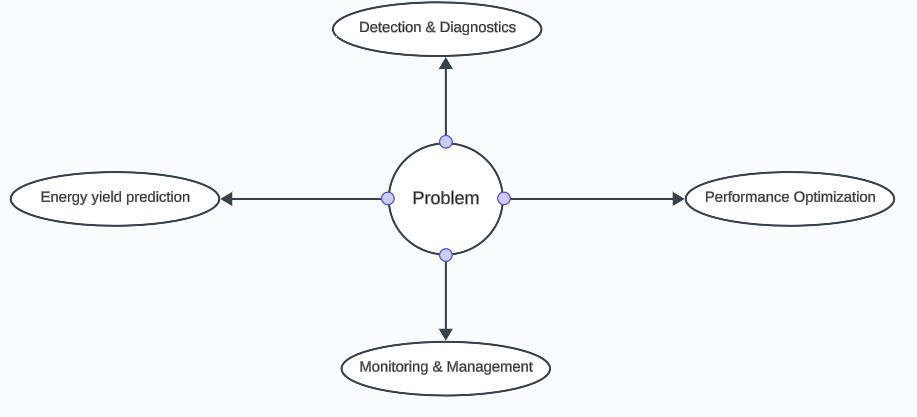 Detection & Diagnostics
Energy yield prediction
Problem
Performance Optimization
Monitoring & Management